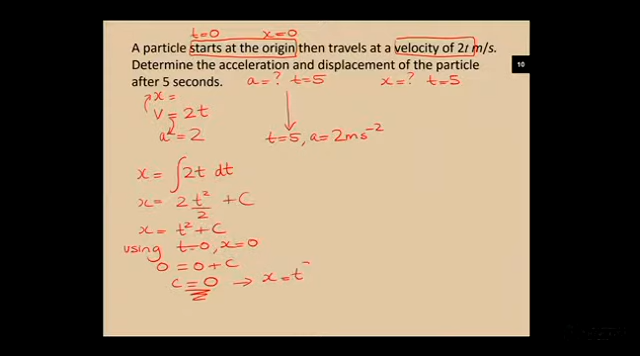 t=0 x=0
A particle starts at the origin then travels at a velocity of 2t m/s.
Determine the acceleration and displacement of the particle
after 5 seconds. a=? t=5 x=? t=5
10
x=
v=2t
a=2 t=5, a=2ms⁻²
x = ∫2t dt
x= 2 t²/2 + C
x= t² + C
using t=0, x=0
0 = 0 + C
C = 0 → x=t